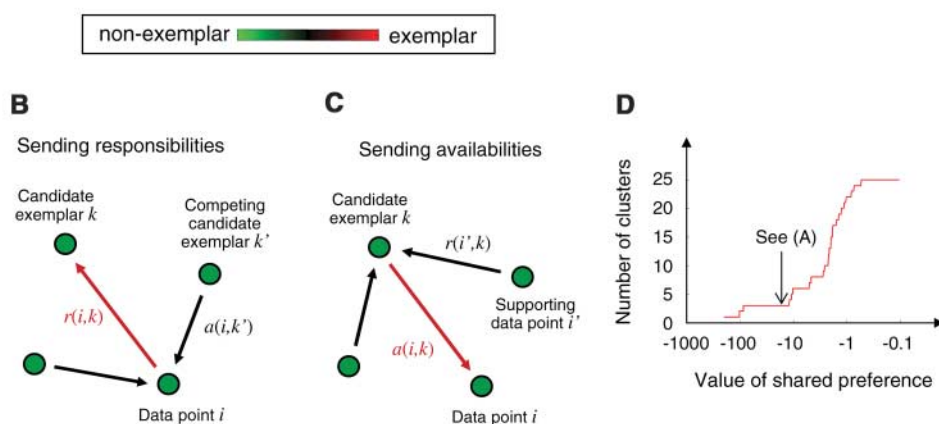 non-exemplar exemplar
B
Sending responsibilities
Candidate
exemplar k
Competing
candidate
exemplar k'
r(i,k)
a(i,k')
Data point i
C
Sending availabilities
Candidate
exemplar k
r(i',k)
Supporting
data point i'
a(i,k)
Data point i
D
Number of clusters
25
20
15
10
5
0
See (A)
-1000 -100 -10 -1 -0.1
Value of shared preference